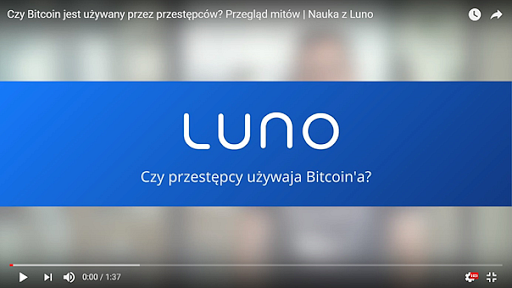 Czy Bitcoin jest używany przez przestępców? Przegląd mitów | Nauka z Luno
LUNO
Czy przestępcy używaja Bitcoin'a?
0:00 / 1:37
HD